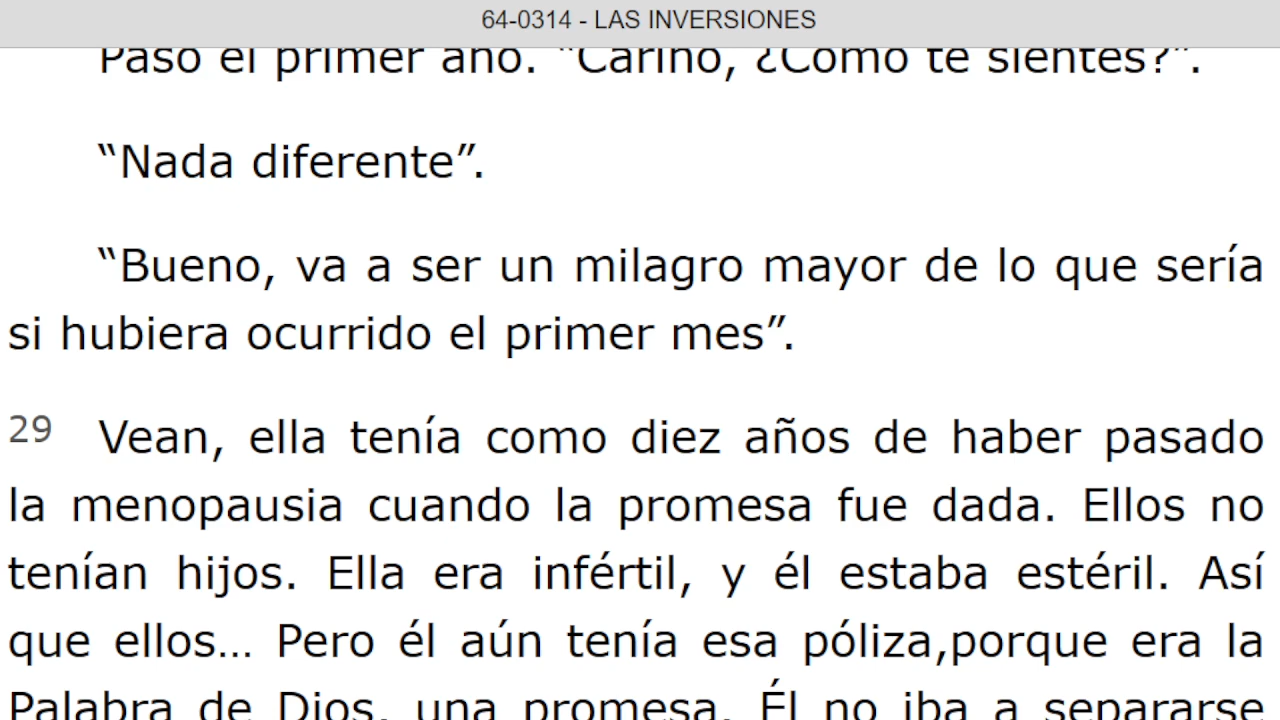 64-0314 - LAS INVERSIONES
Pasó el primer año. “Cariño, ¿Cómo te sientes?”.
“Nada diferente”.
“Bueno, va a ser un milagro mayor de lo que sería
si hubiera ocurrido el primer mes”.
29 Vean, ella tenía como diez años de haber pasado
la menopausia cuando la promesa fue dada. Ellos no
tenían hijos. Ella era infértil, y él estaba estéril. Así
que ellos… Pero él aún tenía esa póliza,porque era la
Palabra de Dios, una promesa. Él no iba a separarse